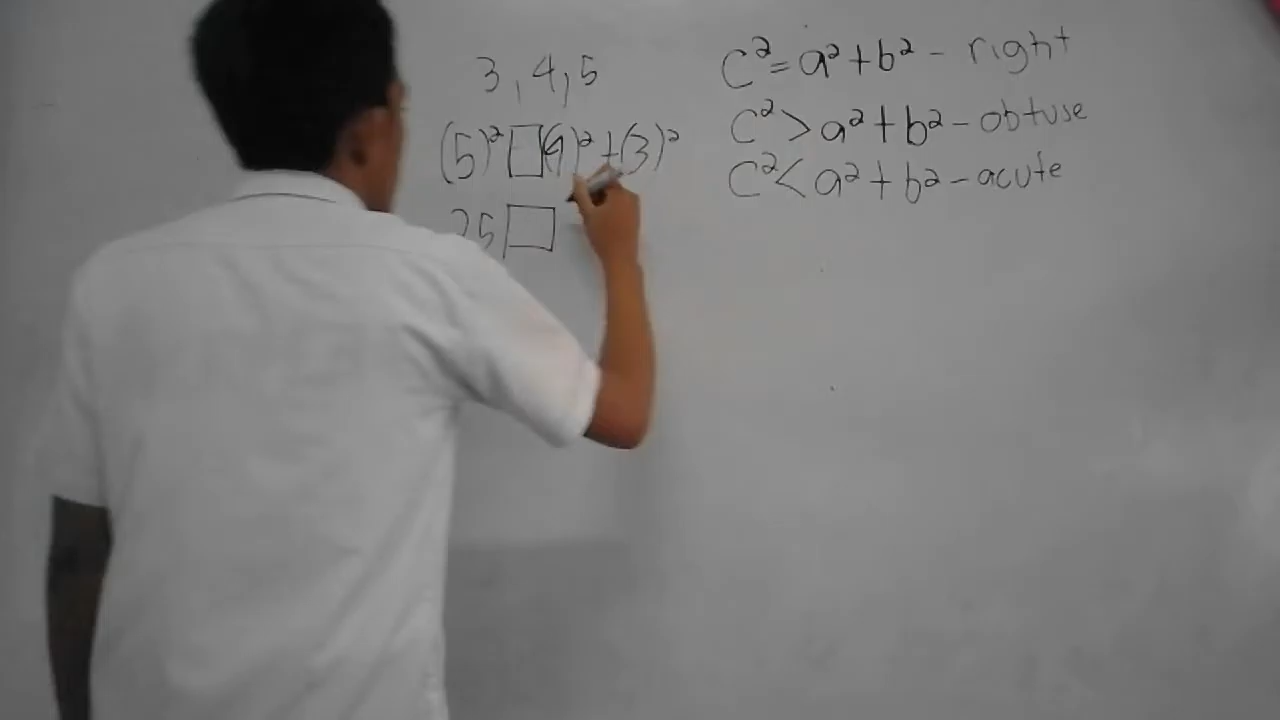 3, 4, 5
(5)² □ (4)² + (3)²
25 □
C² = a² + b² - right
C² > a² + b² - obtuse
C² < a² + b² - acute